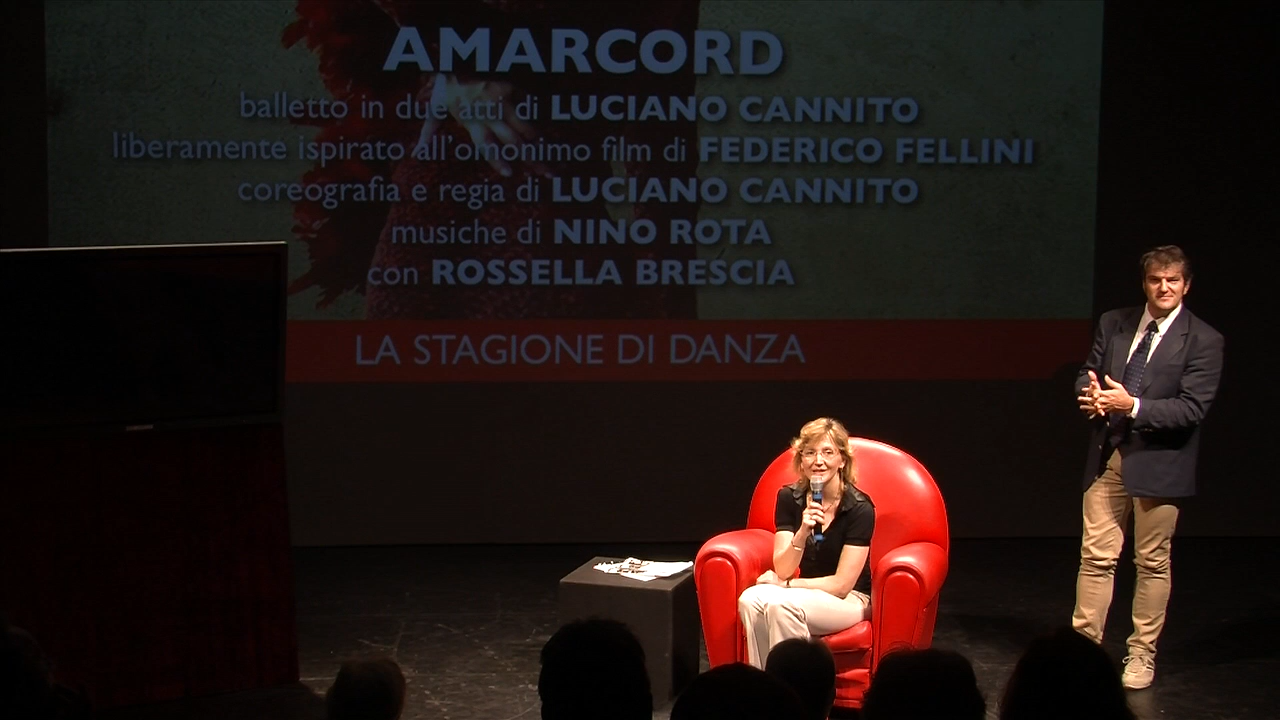 AMARCORD
balletto in due atti di LUCIANO CANNITO
liberamente ispirato all'omonimo film di FEDERICO FELLINI
coreografia e regia di LUCIANO CANNITO
musiche di NINO ROTA
con ROSSELLA BRESCIA
LA STAGIONE DI DANZA